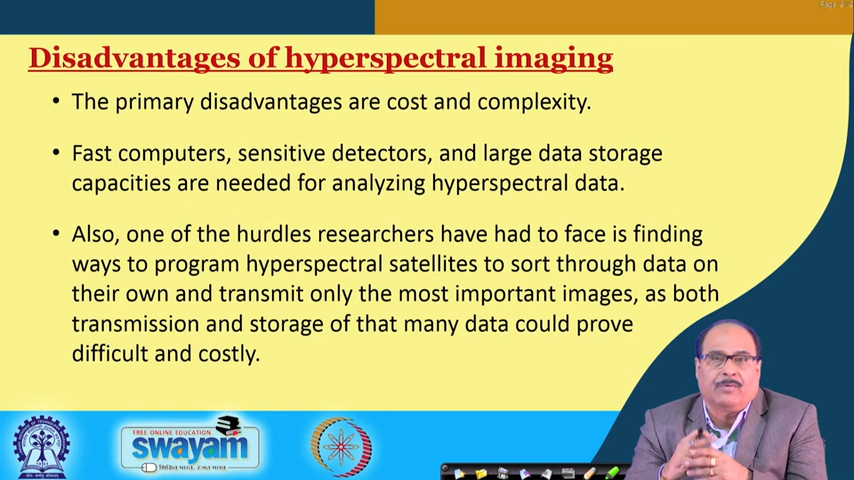 Disadvantages of hyperspectral imaging
• The primary disadvantages are cost and complexity.
• Fast computers, sensitive detectors, and large data storage
capacities are needed for analyzing hyperspectral data.
• Also, one of the hurdles researchers have had to face is finding
ways to program hyperspectral satellites to sort through data on
their own and transmit only the most important images, as both
transmission and storage of that many data could prove
difficult and costly.
FREE ONLINE EDUCATION
swayam